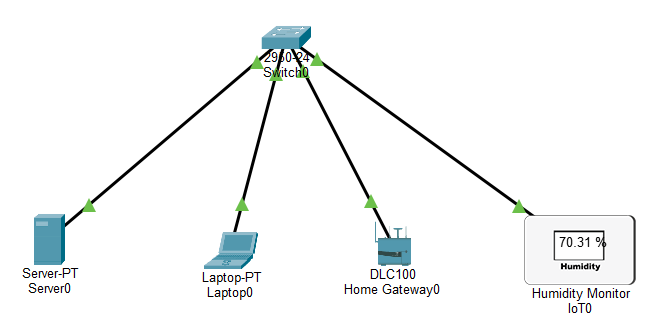 2960-24
Switch0
Server-PT
Server0
Laptop-PT
Laptop0
DLC100
Home Gateway0
70.31 %
Humidity
Humidity Monitor
IoT0